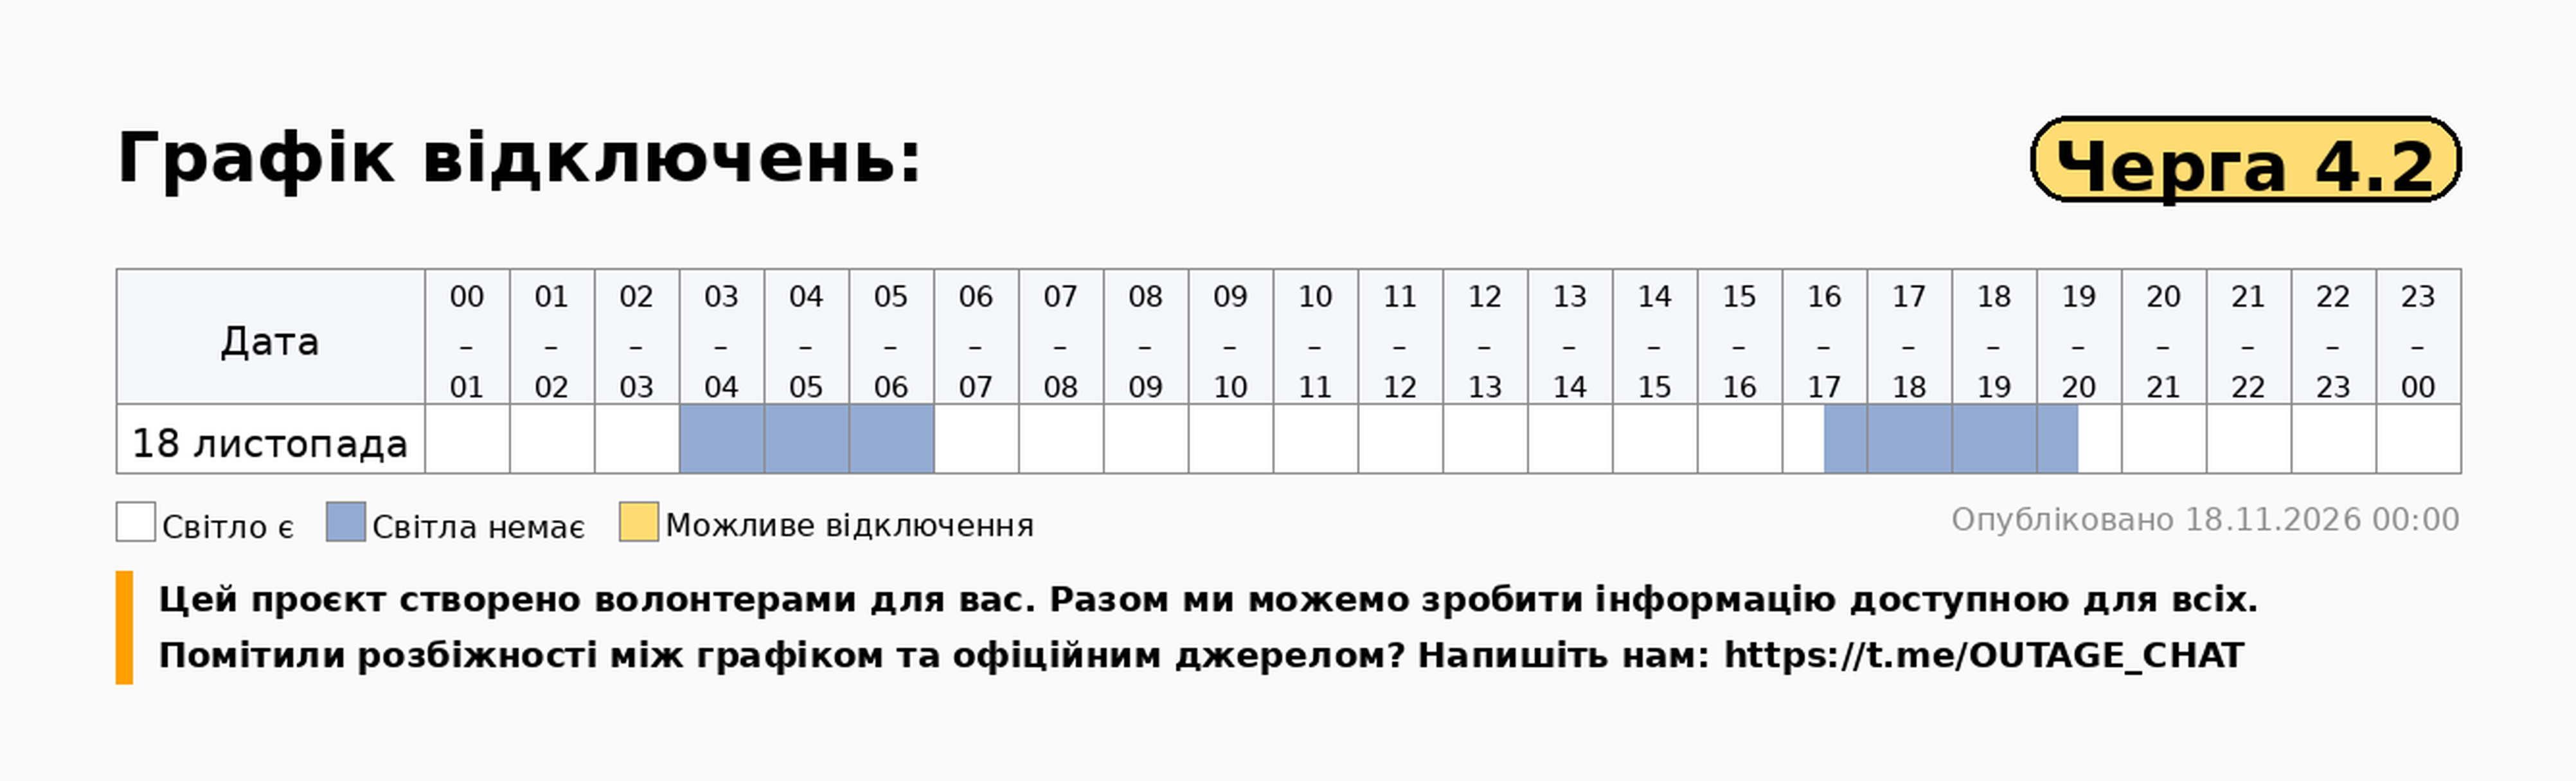 Графік відключень:
Черга 4.2
Дата
00 – 01
01 – 02
02 – 03
03 – 04
04 – 05
05 – 06
06 – 07
07 – 08
08 – 09
09 – 10
10 – 11
11 – 12
12 – 13
13 – 14
14 – 15
15 – 16
16 – 17
17 – 18
18 – 19
19 – 20
20 – 21
21 – 22
22 – 23
23 – 00
18 листопада
Світло є
Світла немає
Можливе відключення
Опубліковано 18.11.2026 00:00
Цей проєкт створено волонтерами для вас. Разом ми можемо зробити інформацію доступною для всіх.
Помітили розбіжності між графіком та офіційним джерелом? Напишіть нам: https://t.me/OUTAGE_CHAT